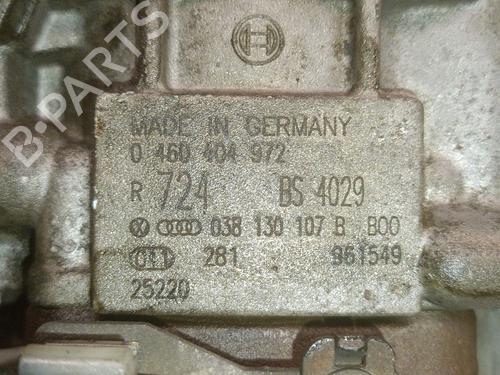 B-PARTS
MADE IN GERMANY
0 460 404 972
R 724 BS 4029
038 130 107 B B00
281 961549
25220